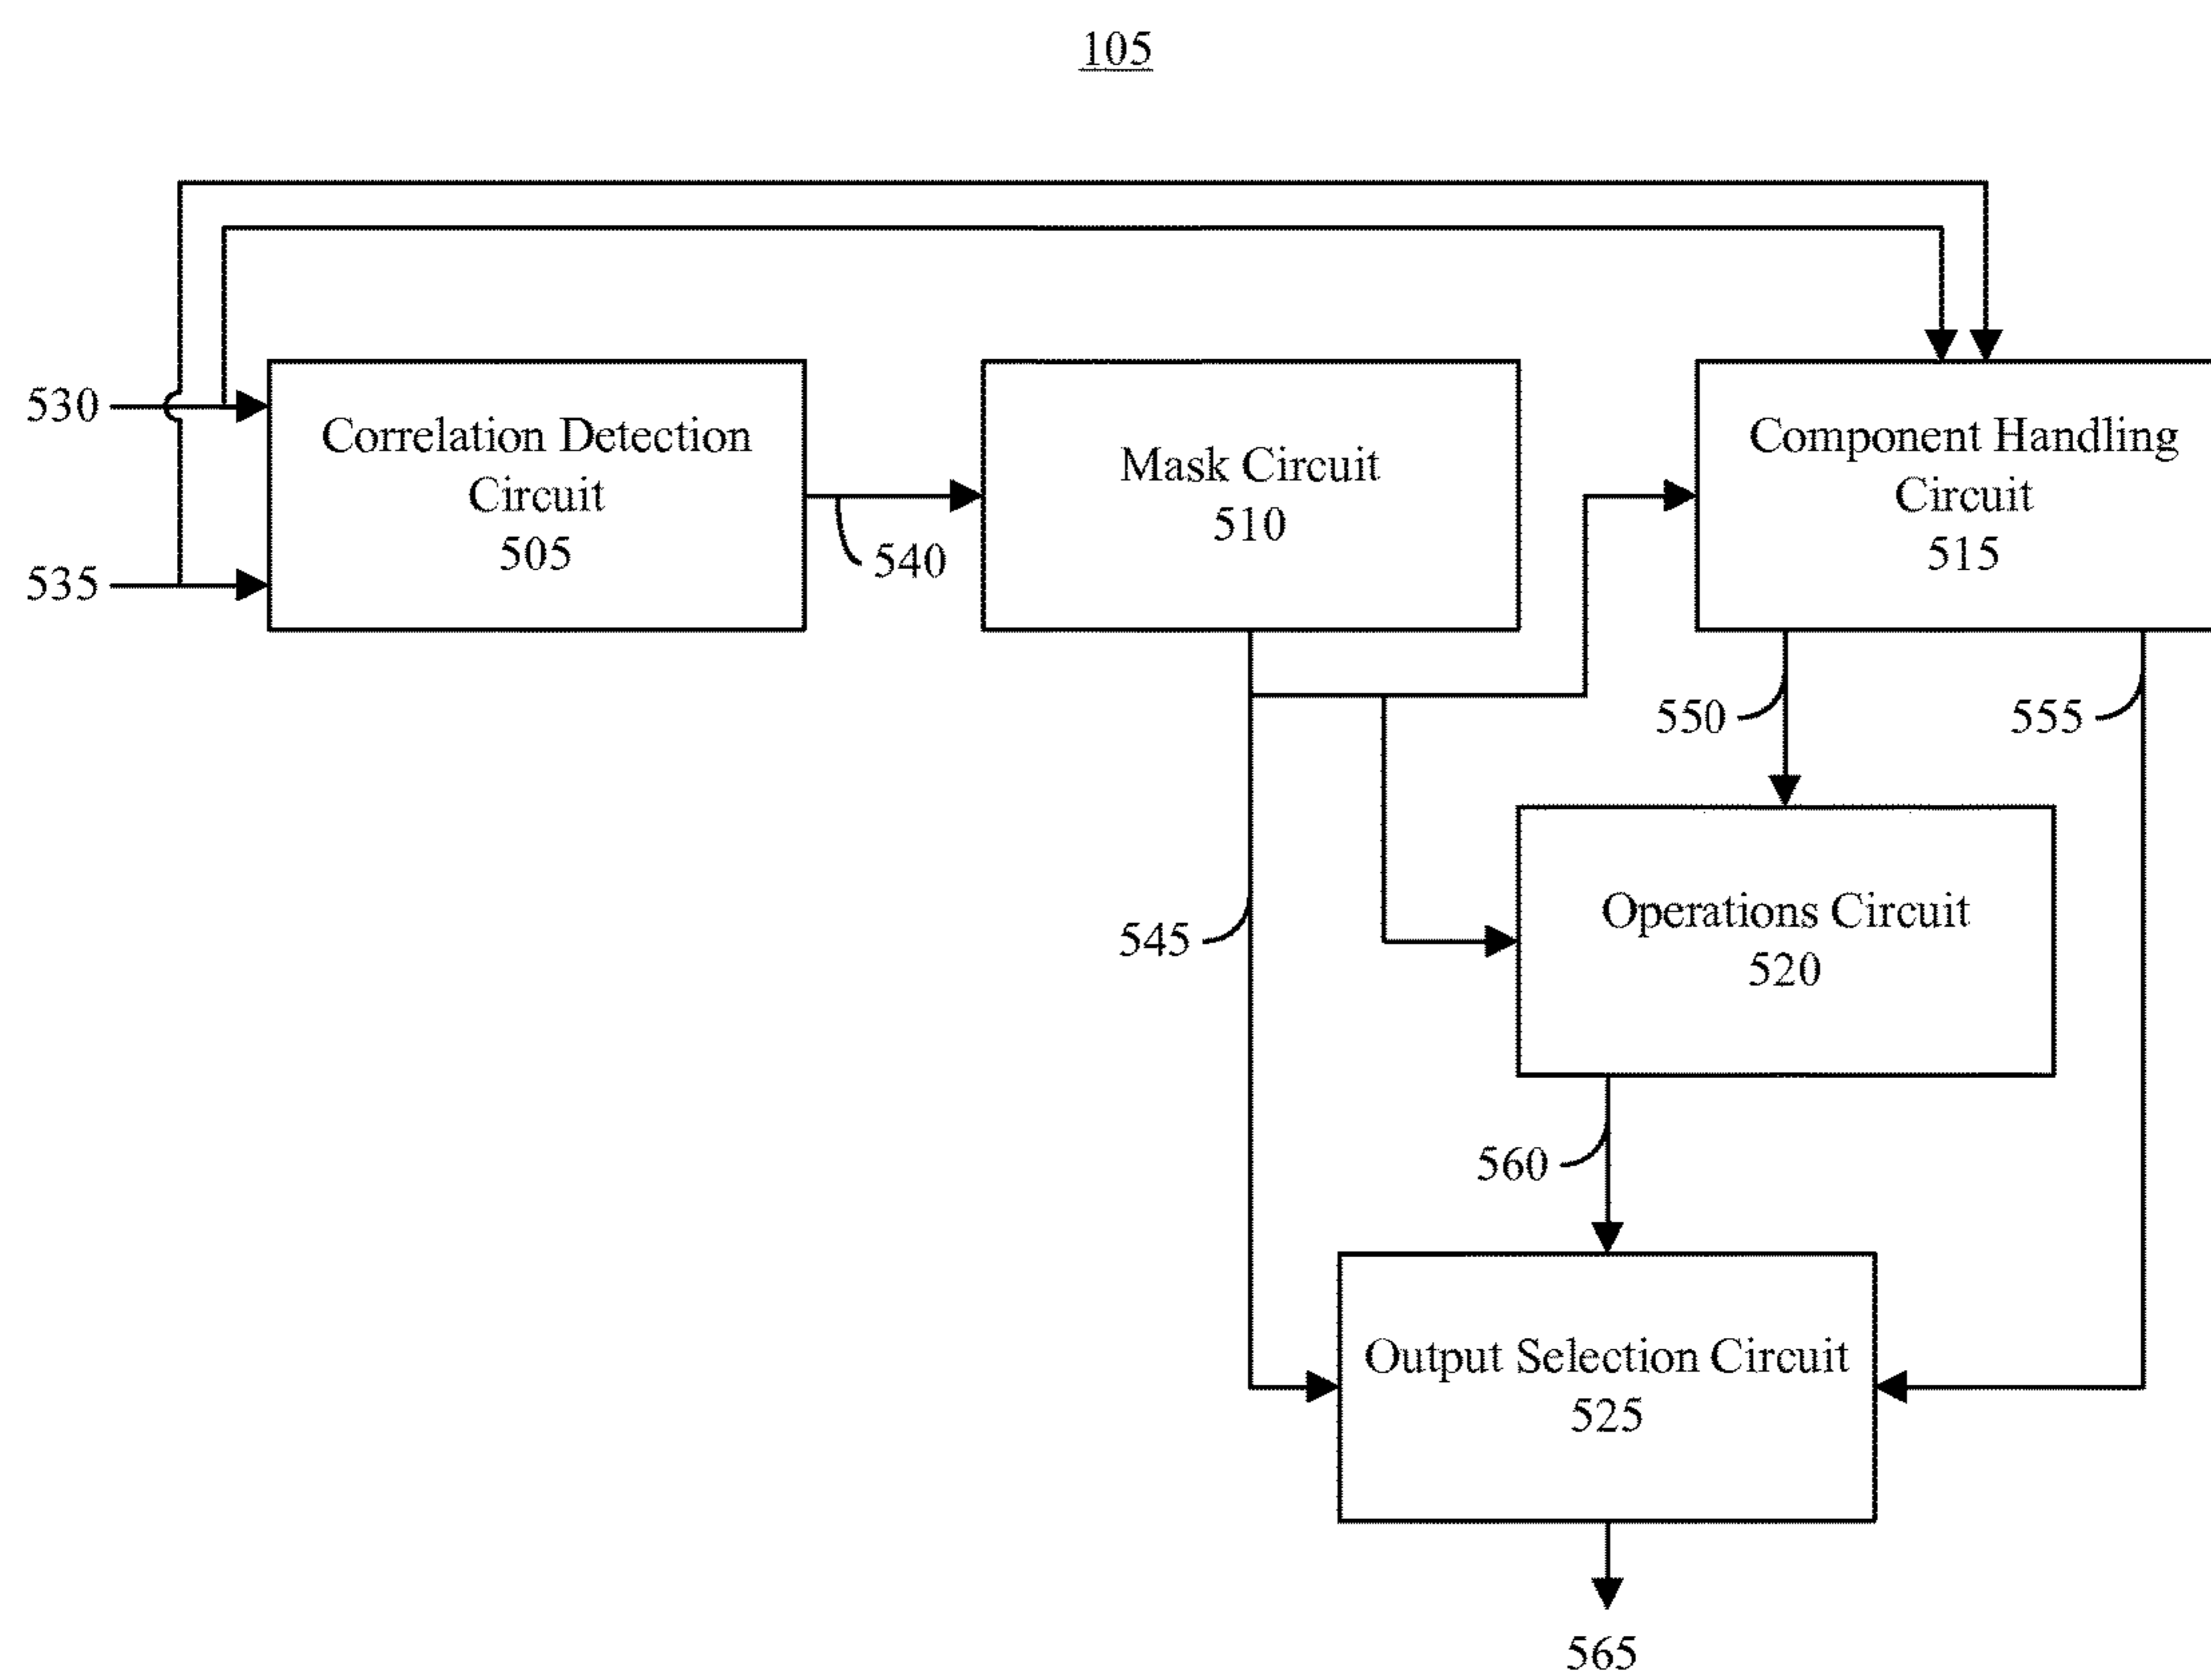 105
530
535
Correlation Detection
Circuit
505
540
Mask Circuit
510
Component Handling
Circuit
515
550
555
545
Operations Circuit
520
560
Output Selection Circuit
525
565